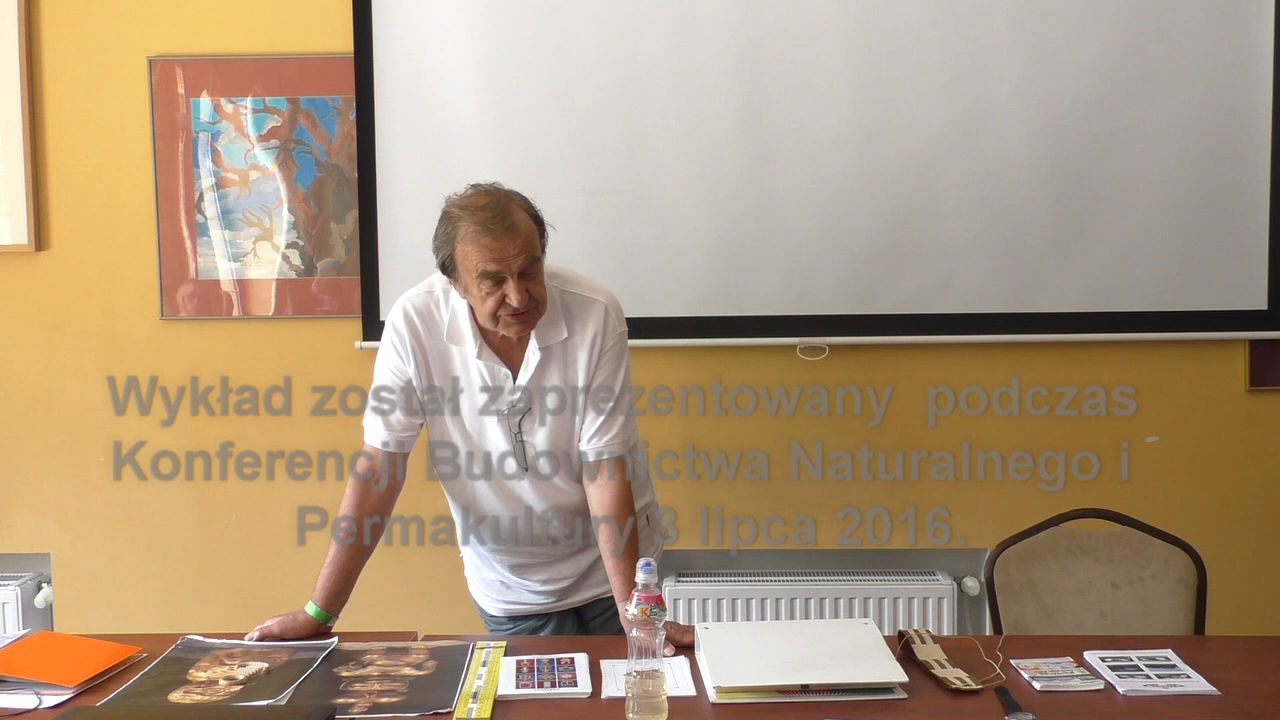 Wykład został zaprezentowany podczas
Konferencji Budownictwa Naturalnego i
Permakultury 3 lipca 2016.